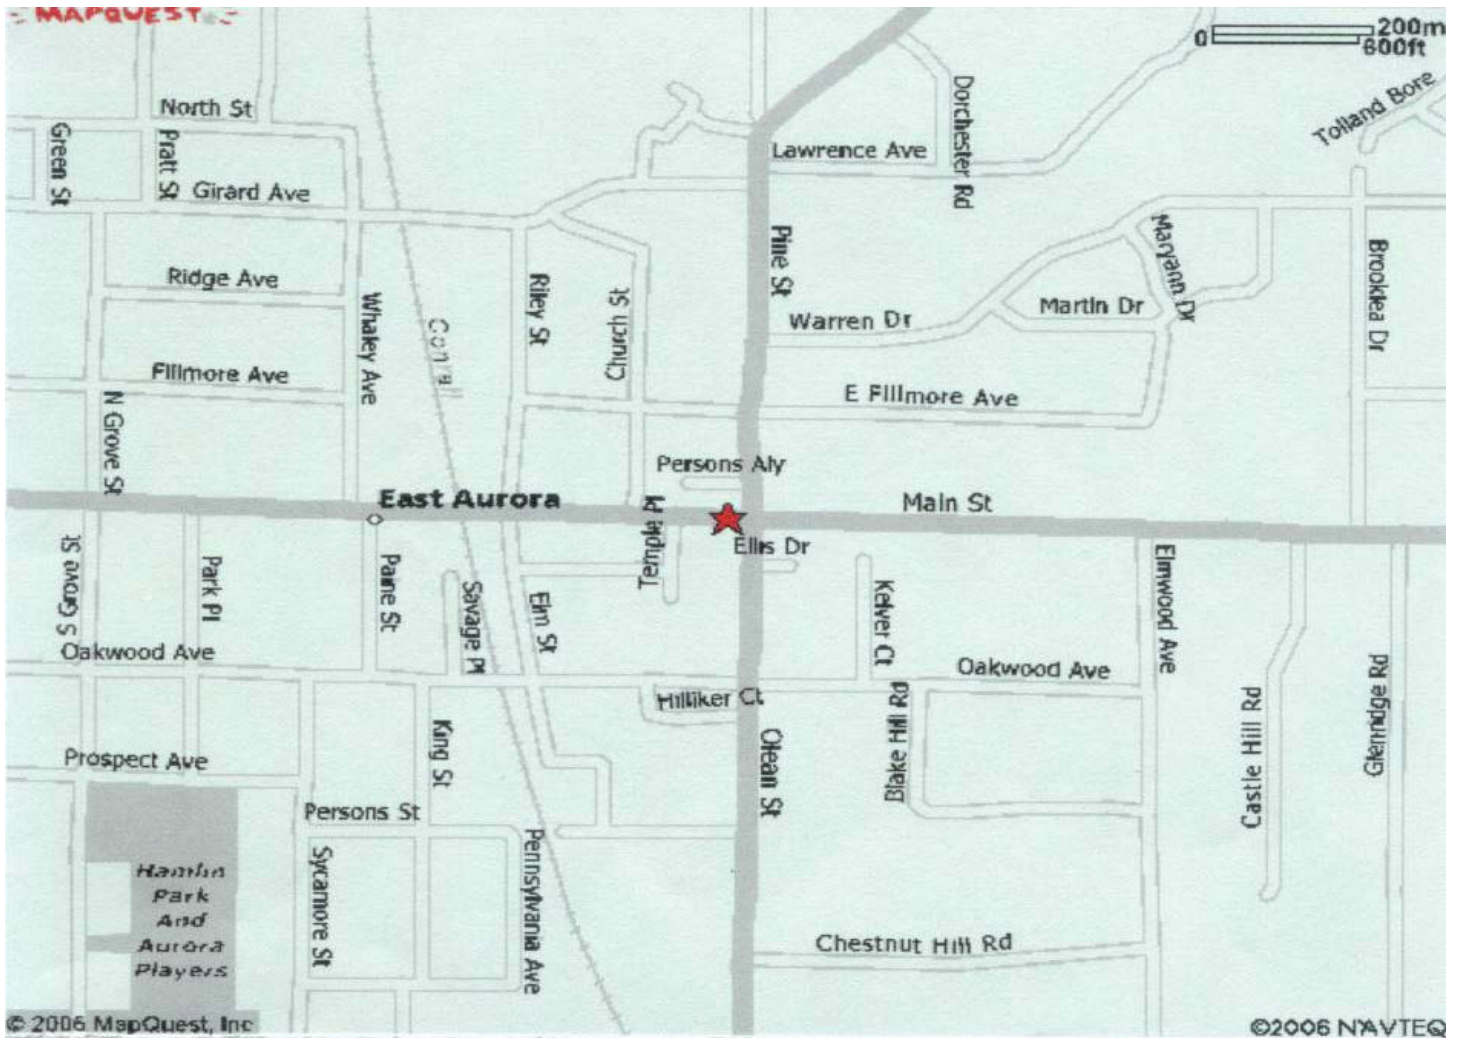 MAPQUEST
200m
0
600ft
Tolland Bore
North St
Green St
Pratt St
Lawrence Ave
Dorchester Rd
Girard Ave
Pine St
Maryann Dr
Brooklea Dr
Ridge Ave
Whaley Ave
Riley St
Church St
Conrail
Martin Dr
Warren Dr
Fillmore Ave
E Fillmore Ave
N Grove St
Persons Aly
East Aurora
Main St
Ellis Dr
S Grove St
Park Pl
Paine St
Savage Pl
Elm St
Kelver Ct
Elmwood Ave
Oakwood Ave
Oakwood Ave
Hilliker Ct
Blake Hill Rd
Castle Hill Rd
King St
Olean St
Prospect Ave
Persons St
Hamlin
Park
And
Aurora
Players
Sycamore St
Pennsylvania Ave
Chestnut Hill Rd
© 2006 MapQuest, Inc
©2006 NAVTEQ